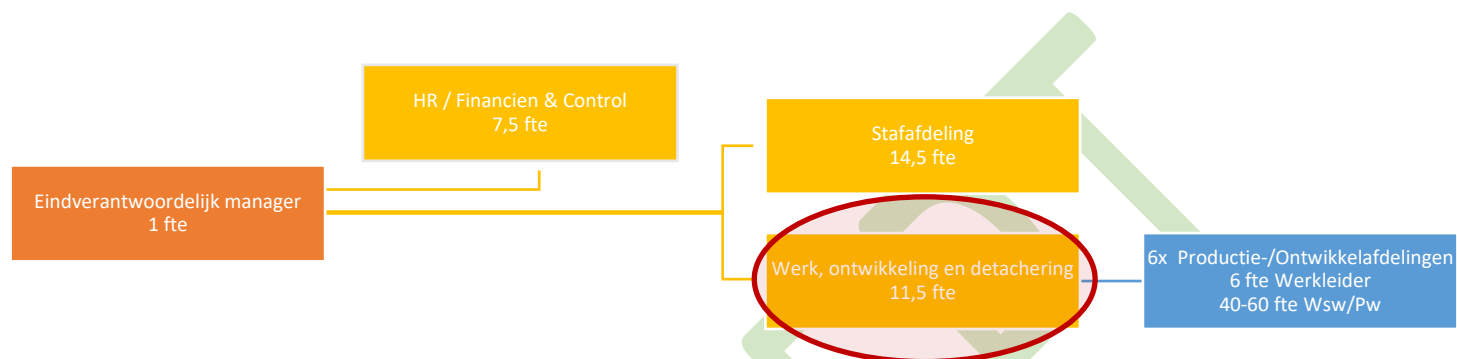 HR / Financien & Control
7,5 fte
Stafafdeling
14,5 fte
Eindverantwoordelijk manager
1 fte
Werk, ontwikkeling en detachering
11,5 fte
6x Productie-/Ontwikkelafdelingen
6 fte Werkleider
40-60 fte Wsw/Pw